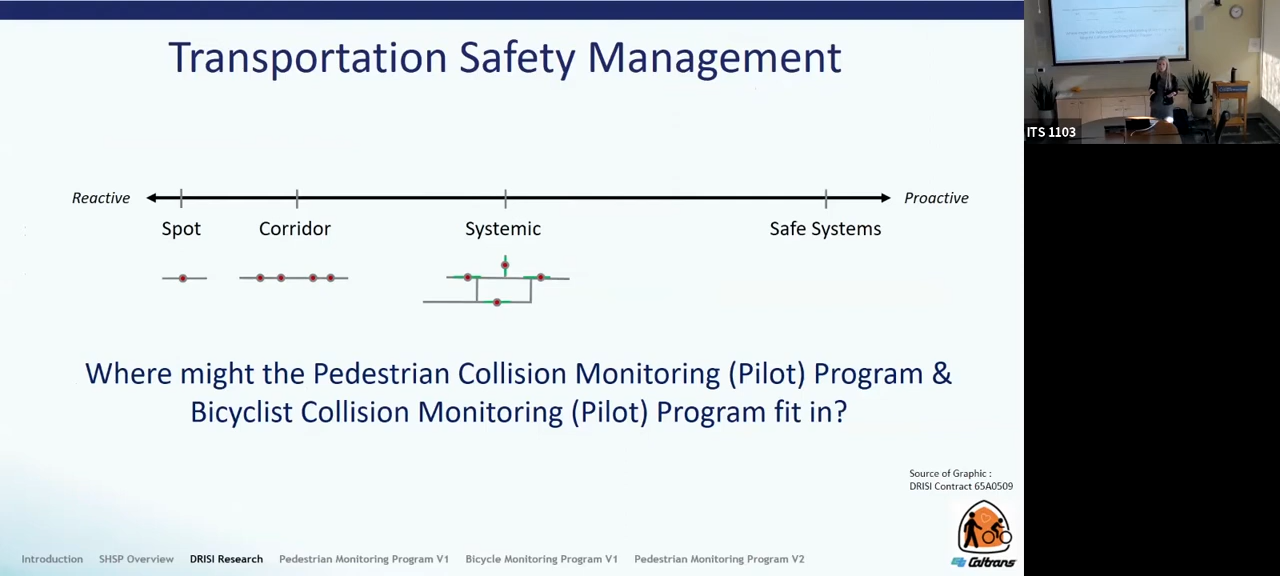 Transportation Safety Management
Reactive
Proactive
Spot
Corridor
Systemic
Safe Systems
Where might the Pedestrian Collision Monitoring (Pilot) Program &
Bicyclist Collision Monitoring (Pilot) Program fit in?
Source of Graphic :
DRISI Contract 65A0509
Caltrans
Introduction
SHSP Overview
DRISI Research
Pedestrian Monitoring Program V1
Bicycle Monitoring Program V1
Pedestrian Monitoring Program V2
ITS 1103